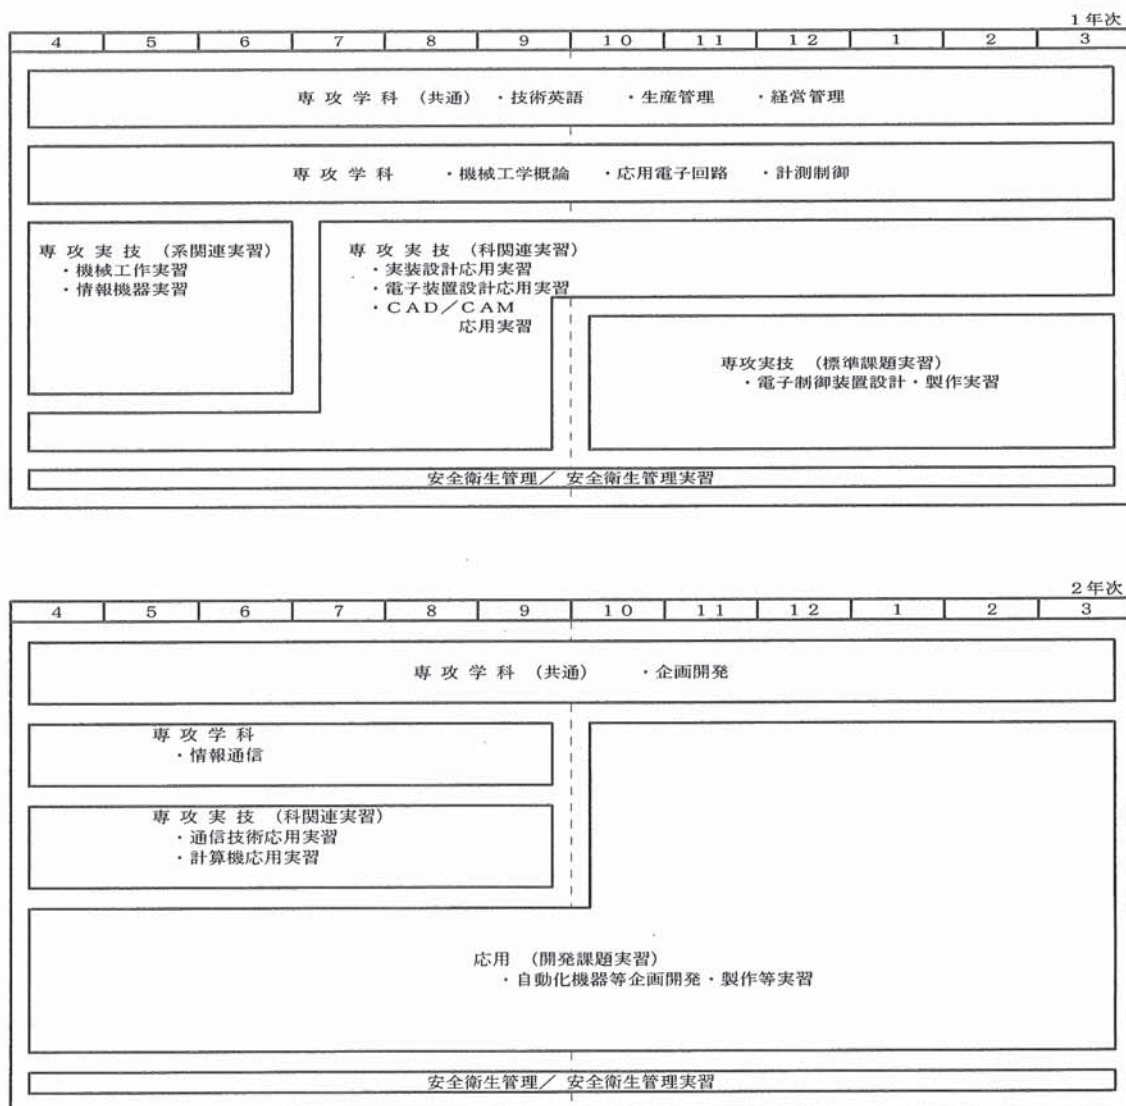 1年次
4 5 6 7 8 9 10 11 12 1 2 3
専攻学科 (共通) ・技術英語 ・生産管理 ・経営管理
専攻学科 ・機械工学概論 ・応用電子回路 ・計測制御
専攻実技 (系関連実習)
・機械工作実習
・情報機器実習
専攻実技 (科関連実習)
・実装設計応用実習
・電子装置設計応用実習
・CAD/CAM
応用実習
専攻実技 (標準課題実習)
・電子制御装置設計・製作実習
安全衛生管理/ 安全衛生管理実習
2年次
4 5 6 7 8 9 10 11 12 1 2 3
専攻学科 (共通) ・企画開発
専攻学科
・情報通信
専攻実技 (科関連実習)
・通信技術応用実習
・計算機応用実習
応用 (開発課題実習)
・自動化機器等企画開発・製作等実習
安全衛生管理/ 安全衛生管理実習